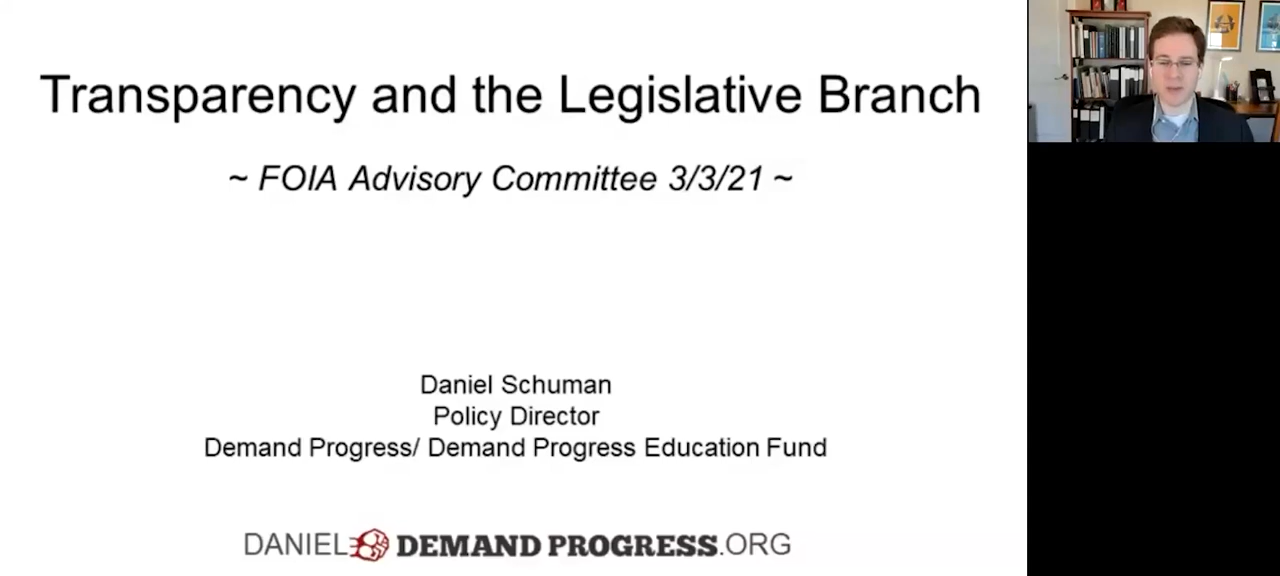 Transparency and the Legislative Branch
~ FOIA Advisory Committee 3/3/21 ~
Daniel Schuman
Policy Director
Demand Progress/ Demand Progress Education Fund
DANIEL DEMAND PROGRESS.ORG